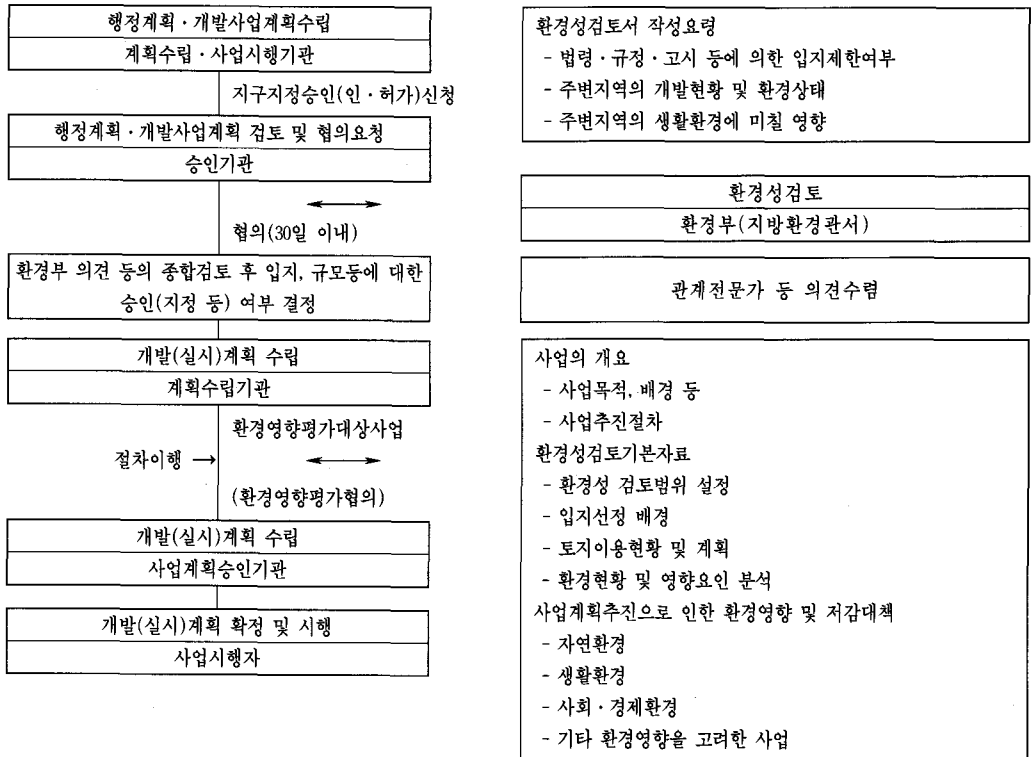 행정계획·개발사업계획수립
계획수립·사업시행기관
지구지정승인(인·허가)신청
행정계획·개발사업계획 검토 및 협의요청
승인기관
협의(30일 이내)
환경부 의견 등의 종합검토 후 입지, 규모등에 대한
승인(지정 등) 여부 결정
개발(실시)계획 수립
계획수립기관
환경영향평가대상사업
절차이행 →
(환경영향평가협의)
개발(실시)계획 수립
사업계획승인기관
개발(실시)계획 확정 및 시행
사업시행자
환경성검토서 작성요령
- 법령·규정·고시 등에 의한 입지제한여부
- 주변지역의 개발현황 및 환경상태
- 주변지역의 생활환경에 미칠 영향
환경성검토
환경부(지방환경관서)
관계전문가 등 의견수렴
사업의 개요
- 사업목적, 배경 등
- 사업추진절차
환경성검토기본자료
- 환경성 검토범위 설정
- 입지선정 배경
- 토지이용현황 및 계획
- 환경현황 및 영향요인 분석
사업계획추진으로 인한 환경영향 및 저감대책
- 자연환경
- 생활환경
- 사회·경제환경
- 기타 환경영향을 고려한 사업